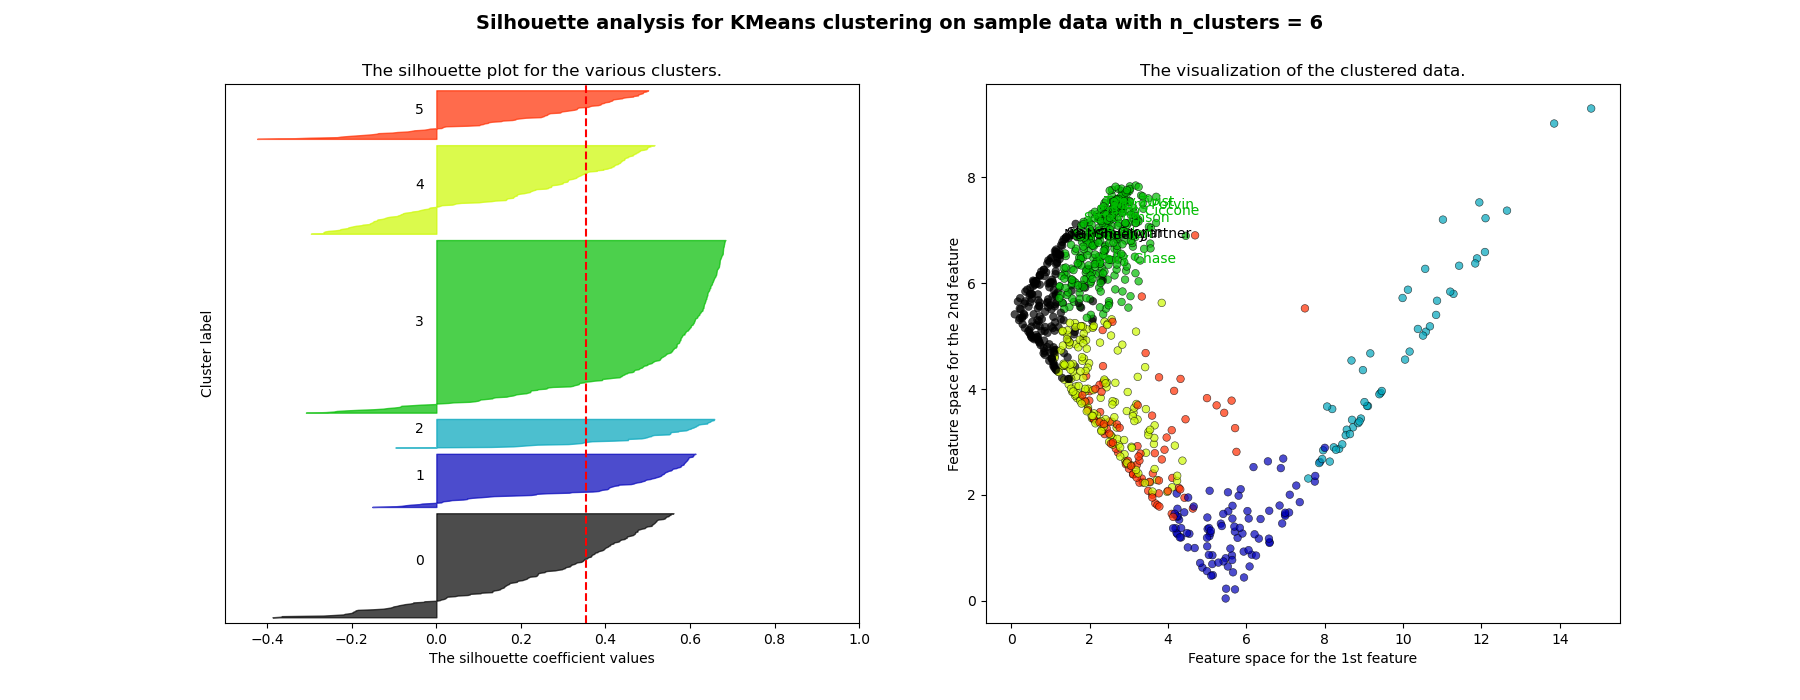 Silhouette analysis for KMeans clustering on sample data with n_clusters = 6
The silhouette plot for the various clusters.
5
4
3
2
1
0
Cluster label
−0.4 −0.2 0.0 0.2 0.4 0.6 0.8 1.0
The silhouette coefficient values
The visualization of the clustered data.
8
6
4
2
0
Feature space for the 2nd feature
Ciccone
0 2 4 6 8 10 12 14
Feature space for the 1st feature